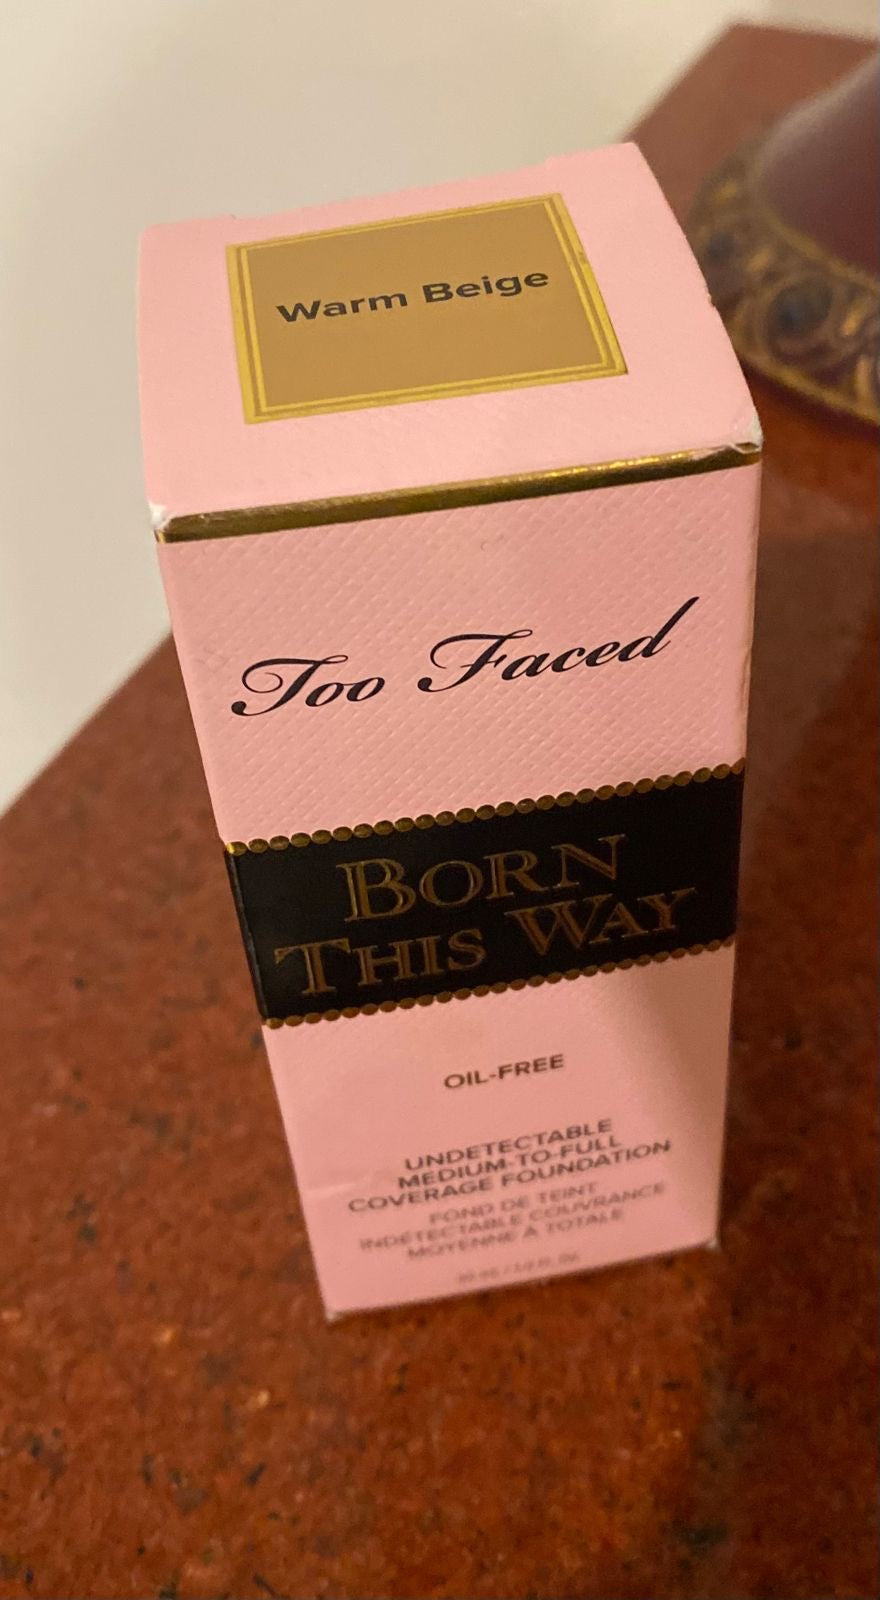 Warm Beige
Too Faced
BORN
THIS WAY
OIL-FREE
UNDETECTABLE
MEDIUM-TO-FULL
COVERAGE FOUNDATION
FOND DE TEINT
INDÉTECTABLE COUVRANCE
MOYENNE À TOTALE